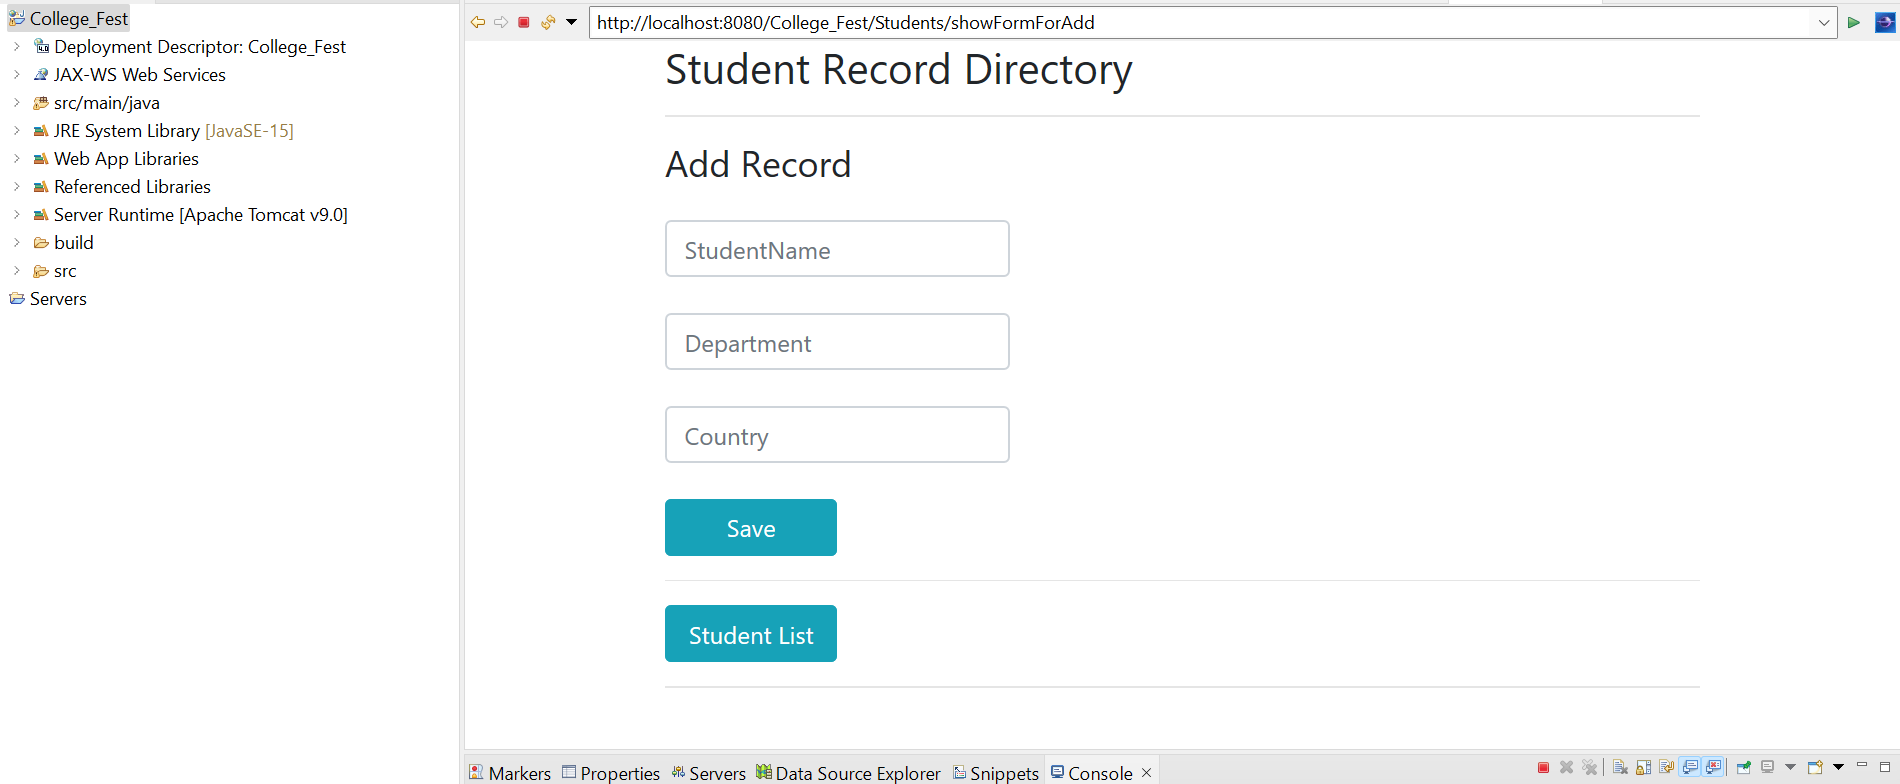 College_Fest
Deployment Descriptor: College_Fest
JAX-WS Web Services
src/main/java
JRE System Library [JavaSE-15]
Web App Libraries
Referenced Libraries
Server Runtime [Apache Tomcat v9.0]
build
src
Servers
http://localhost:8080/College_Fest/Students/showFormForAdd
Student Record Directory
Add Record
StudentName
Department
Country
Save
Student List
Markers Properties Servers Data Source Explorer Snippets Console